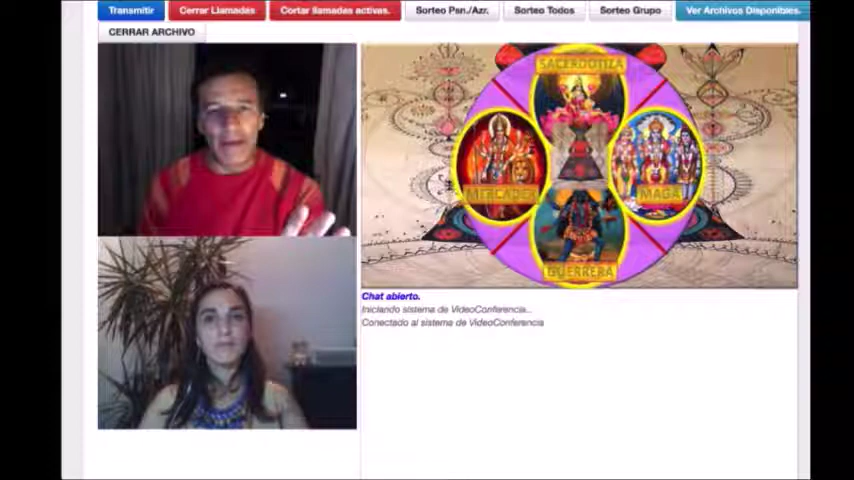 Transmitir
Cerrar Llamadas
Cortar llamadas activas.
Sorteo Pan./Azr.
Sorteo Todos
Sorteo Grupo
Ver Archivos Disponibles.
CERRAR ARCHIVO
SACERDOTIZA
MERCADER
MAGA
GUERRERA
Chat abierto.
Iniciando sistema de VideoConferencia...
Conectado al sistema de VideoConferencia